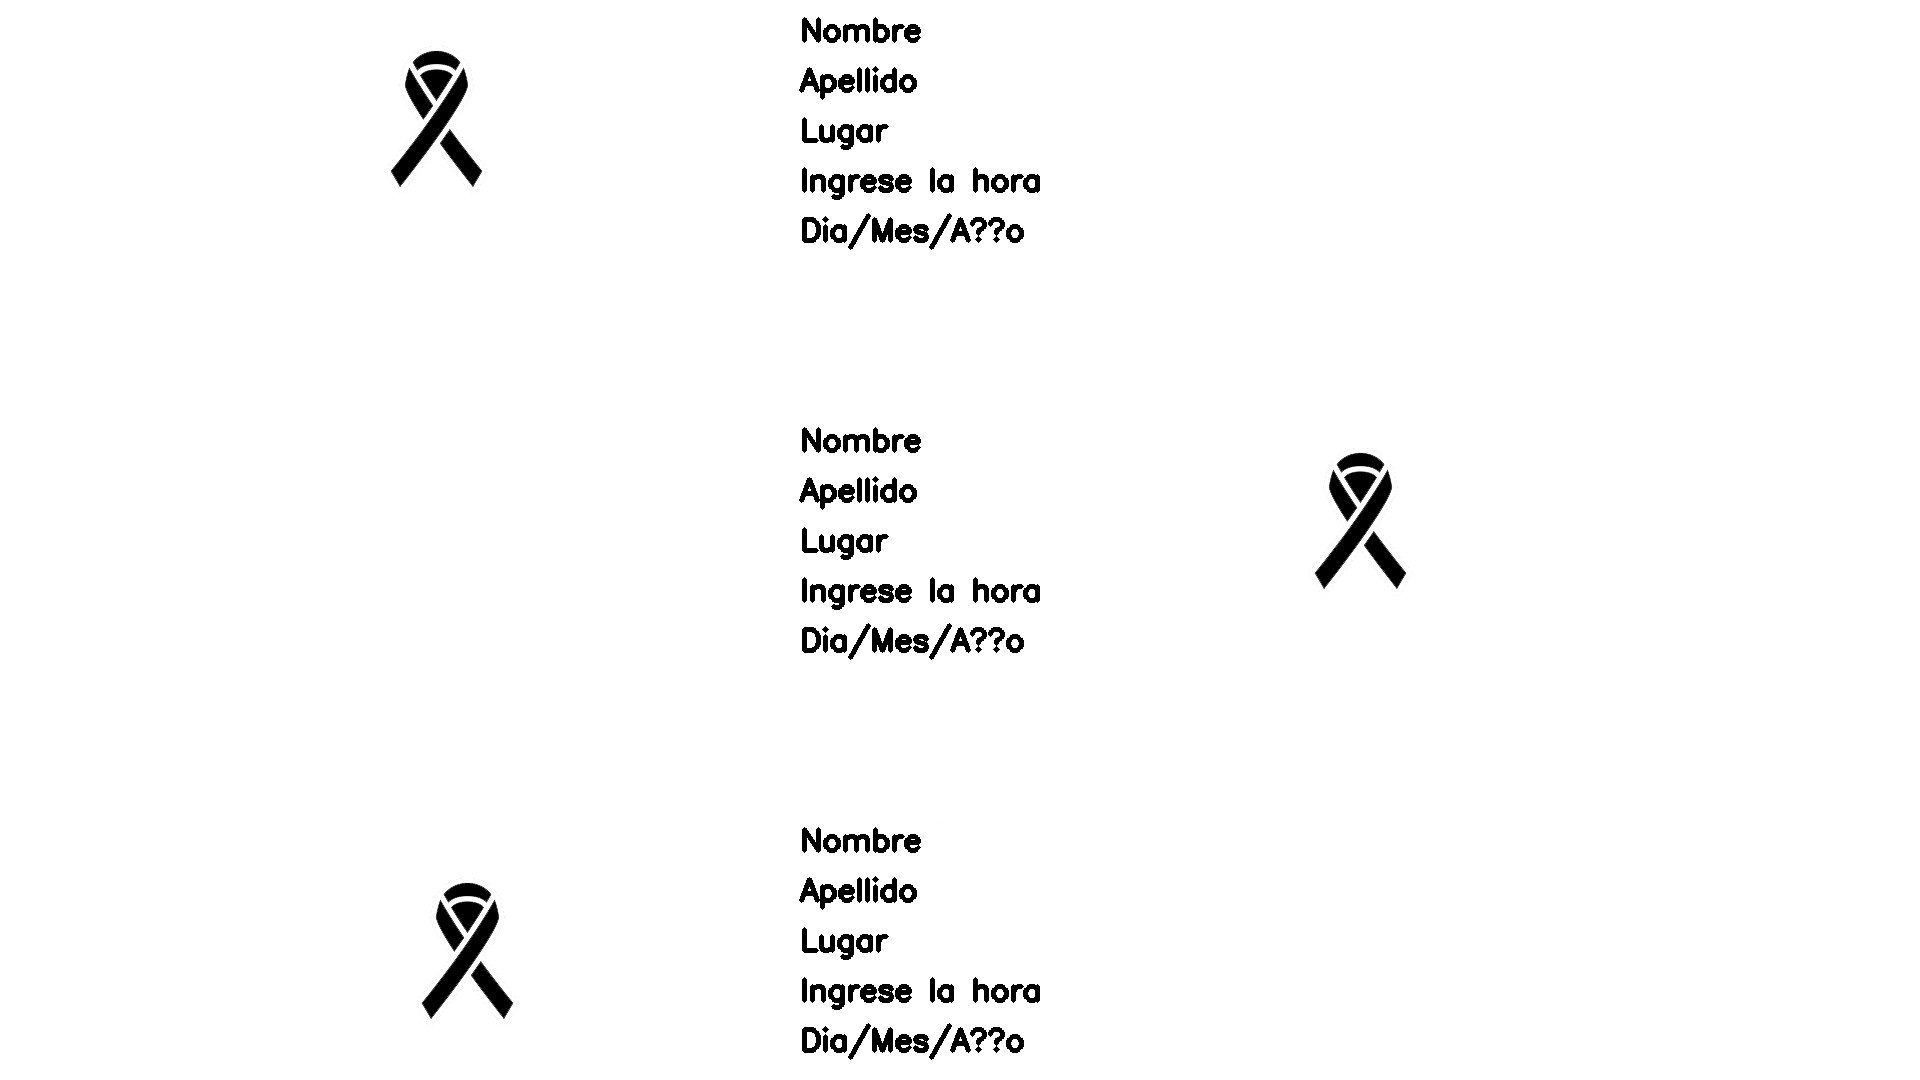 Nombre
Apellido
Lugar
Ingrese la hora
Dia/Mes/A??o
Nombre
Apellido
Lugar
Ingrese la hora
Dia/Mes/A??o
Nombre
Apellido
Lugar
Ingrese la hora
Dia/Mes/A??o